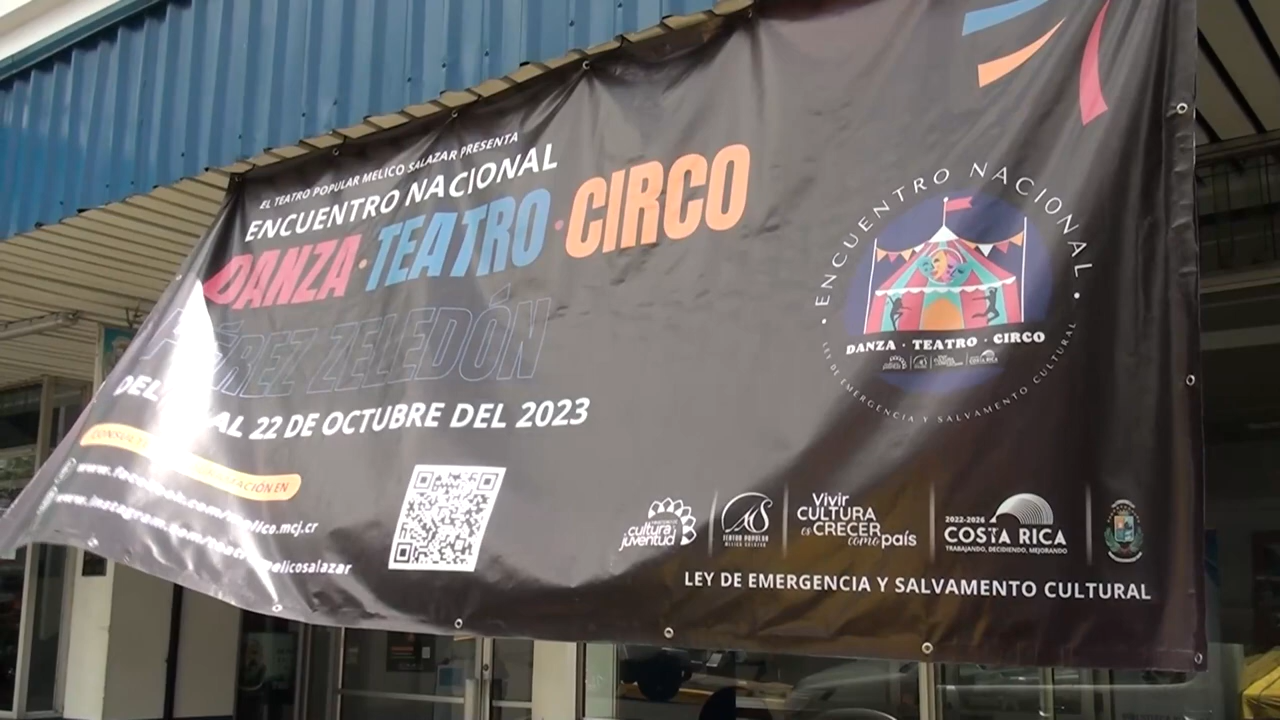 EL TEATRO POPULAR MELICO SALAZAR PRESENTA
ENCUENTRO NACIONAL
DANZA · TEATRO · CIRCO
PÉREZ ZELEDÓN
DEL AL 22 DE OCTUBRE DEL 2023
ENCUENTRO NACIONAL
DANZA · TEATRO · CIRCO
LEY DE EMERGENCIA Y SALVAMENTO CULTURAL
cultura juventud
TEATRO POPULAR
MELICO SALAZAR
Vivir
CULTURA
es CRECER
como país
2022-2026
COSTA RICA
TRABAJANDO, DECIDIENDO, MEJORANDO
LEY DE EMERGENCIA Y SALVAMENTO CULTURAL